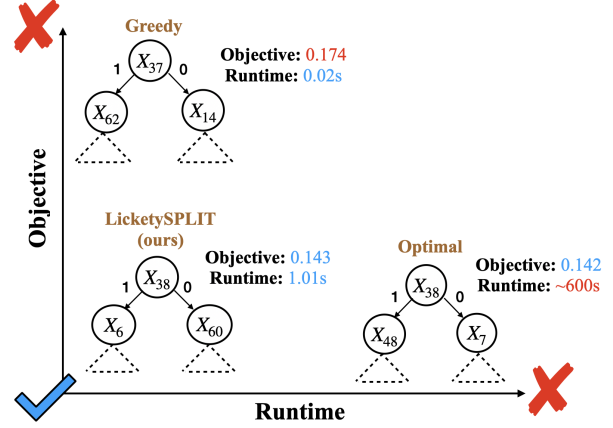 Greedy
X37
Objective: 0.174
Runtime: 0.02s
1
0
X62
X14
Objective
LicketySPLIT
(ours)
X38
Objective: 0.143
Runtime: 1.01s
1
0
X6
X60
Optimal
X38
Objective: 0.142
Runtime: ~600s
1
0
X48
X7
Runtime